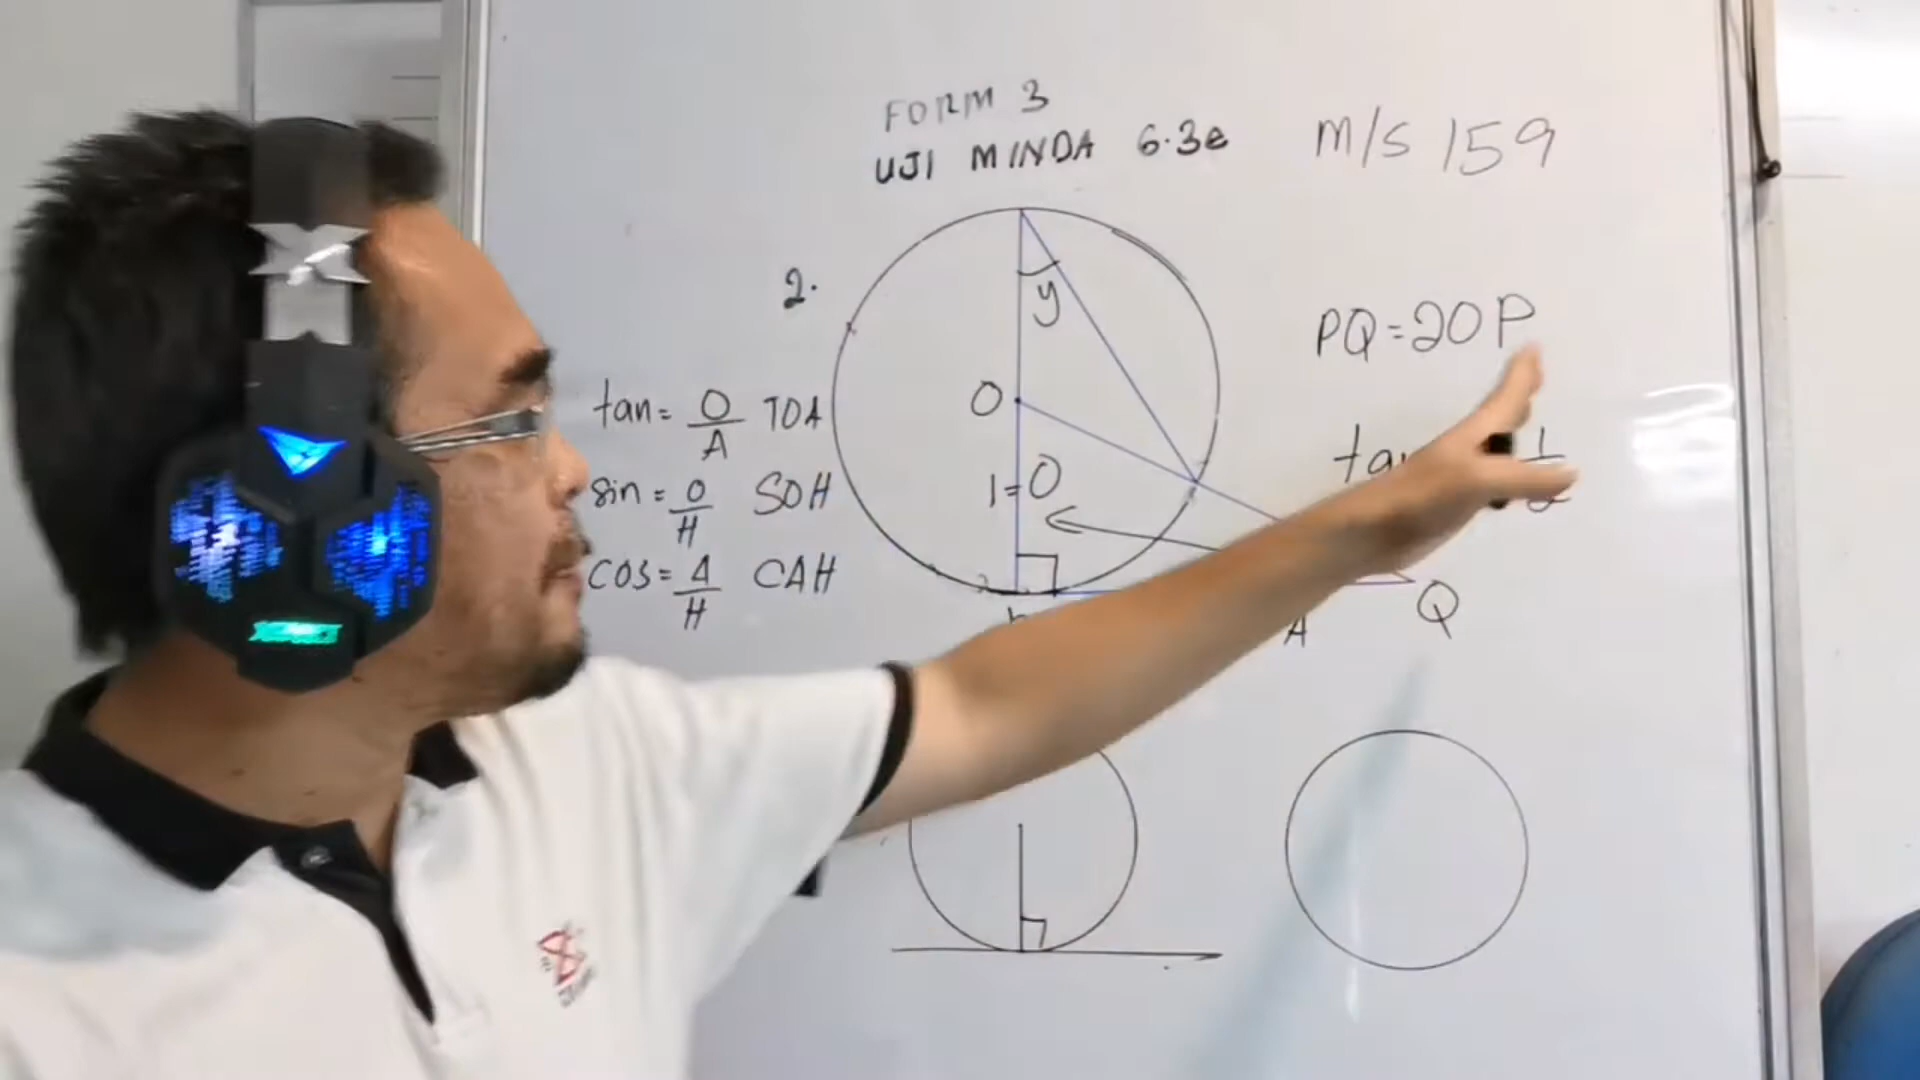 FORM 3
UJI MINDA 6.3e
m/s 159
2.
y
PQ=2OP
O
tan= O/A TOA
1=O
sin= O/H SOH
cos= A/H CAH
A
Q